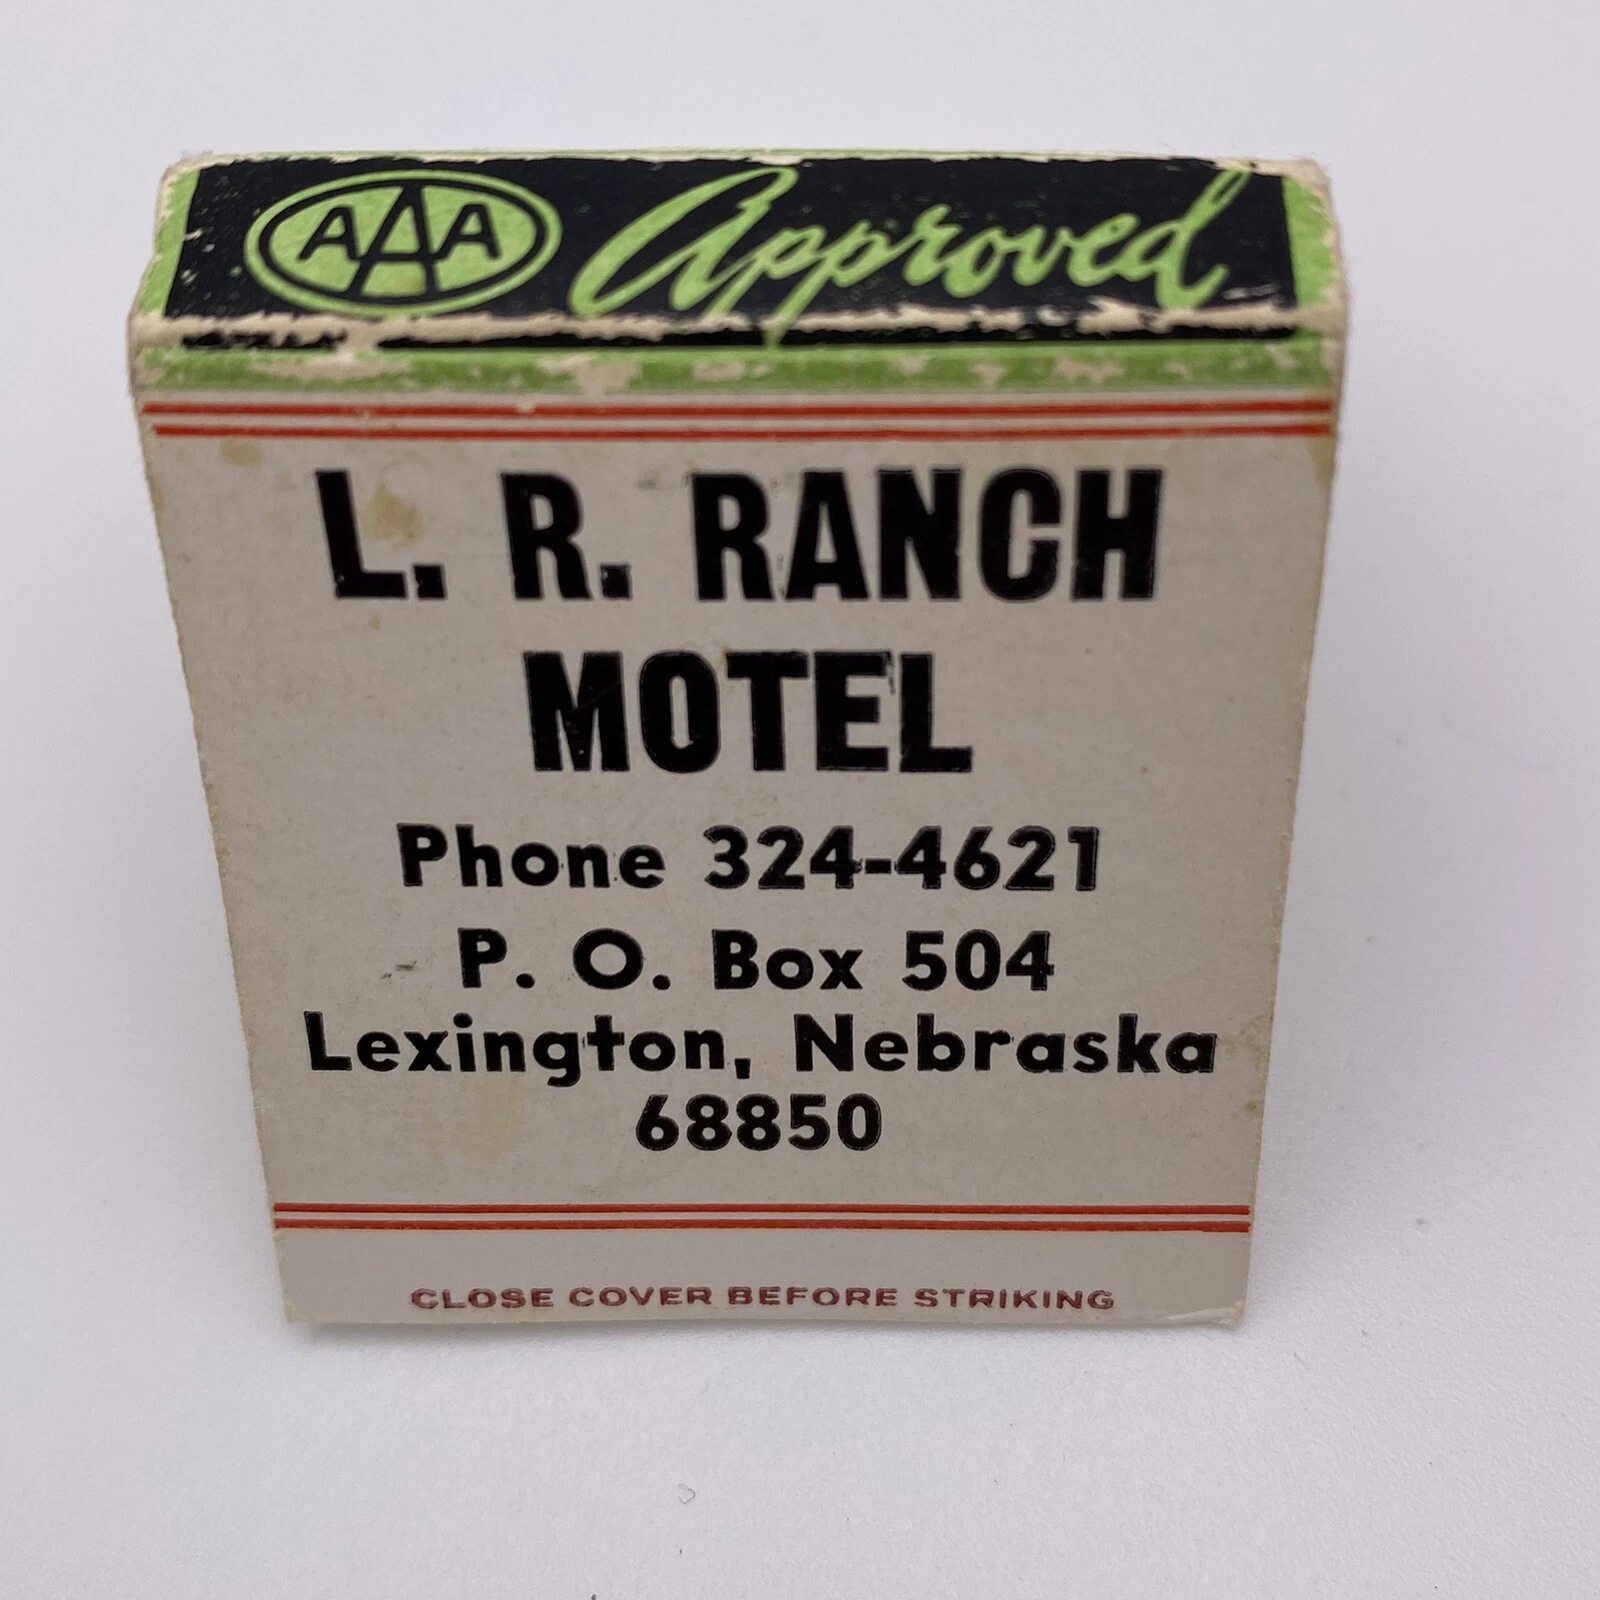 AAA Approved
L. R. RANCH
MOTEL
Phone 324-4621
P. O. Box 504
Lexington, Nebraska
68850
CLOSE COVER BEFORE STRIKING